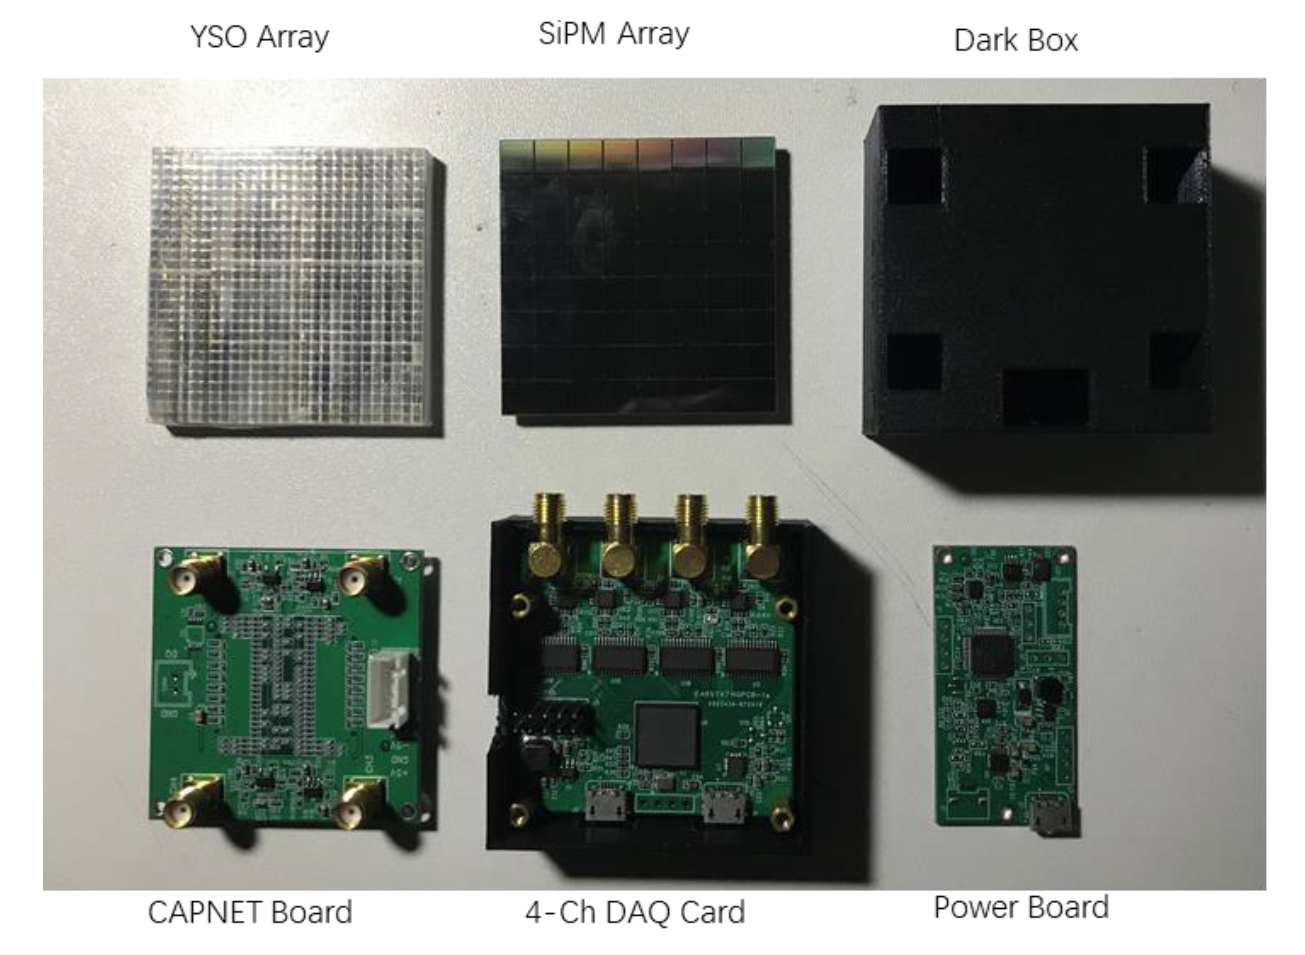 YSO Array
SiPM Array
Dark Box
CAPNET Board
4-Ch DAQ Card
Power Board